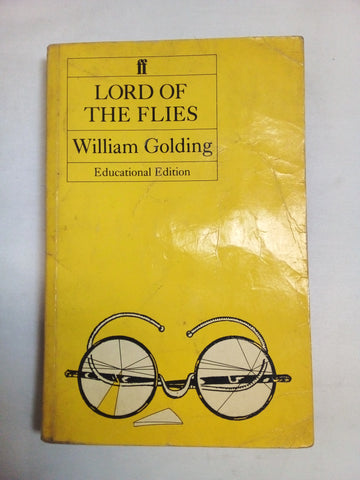 ff
LORD OF
THE FLIES
William Golding
Educational Edition